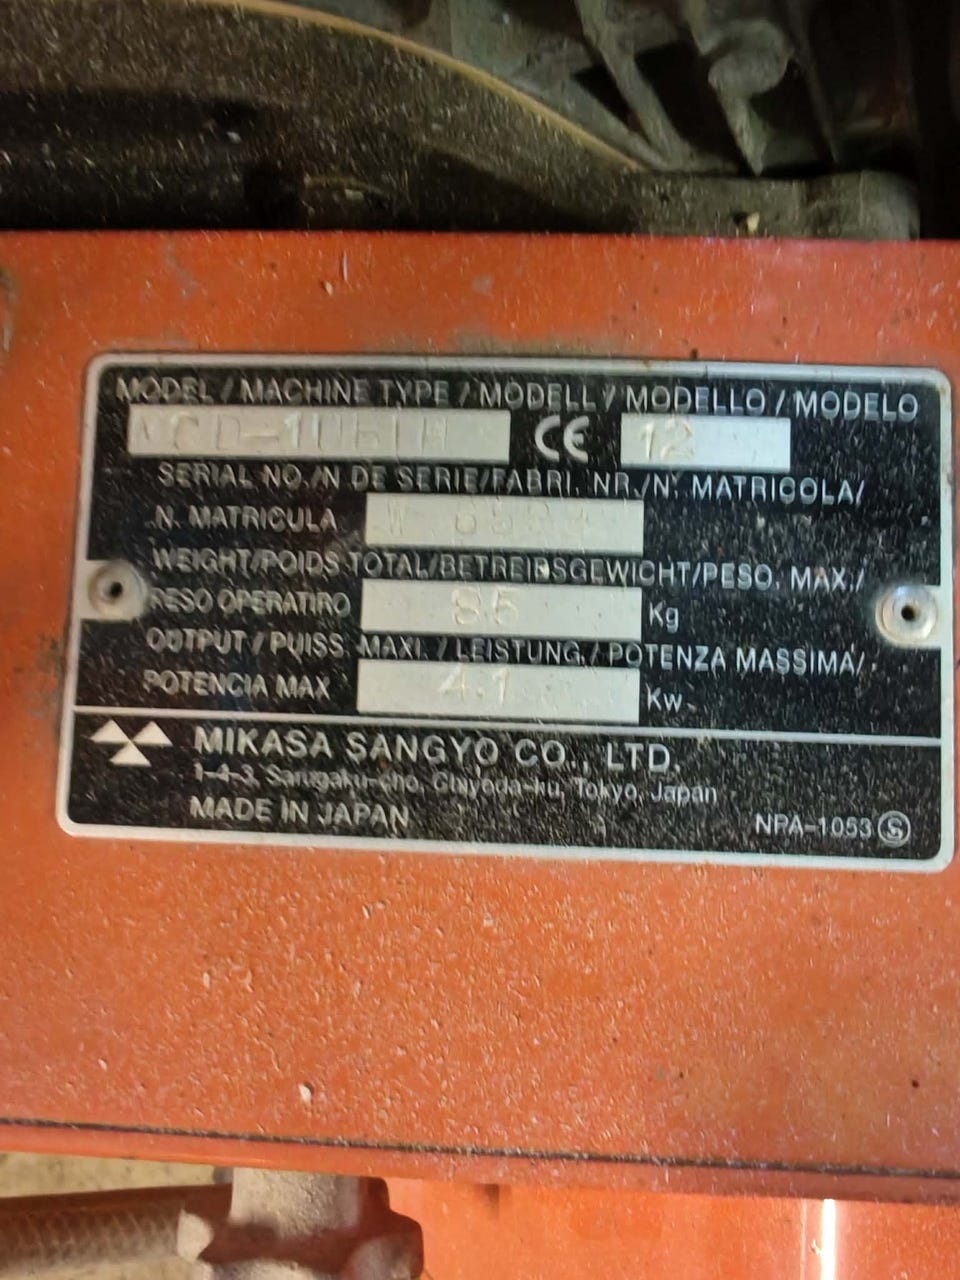 MODEL / MACHINE TYPE / MODELL / MODELLO / MODELO
CE 12
SERIAL NO./N DE SERIE/FABRI. NR./N. MATRICOLA/
N. MATRICULA
WEIGHT/POIDS TOTAL/BETREIBSGEWICHT/PESO. MAX./
PESO OPERATIRO 85 Kg
OUTPUT / PUISS. MAXI. / LEISTUNG / POTENZA MASSIMA/
POTENCIA MAX 4.1 Kw
MIKASA SANGYO CO., LTD.
1-4-3, Sarugaku-cho, Chiyoda-ku, Tokyo, Japan
MADE IN JAPAN
NPA-1053 S